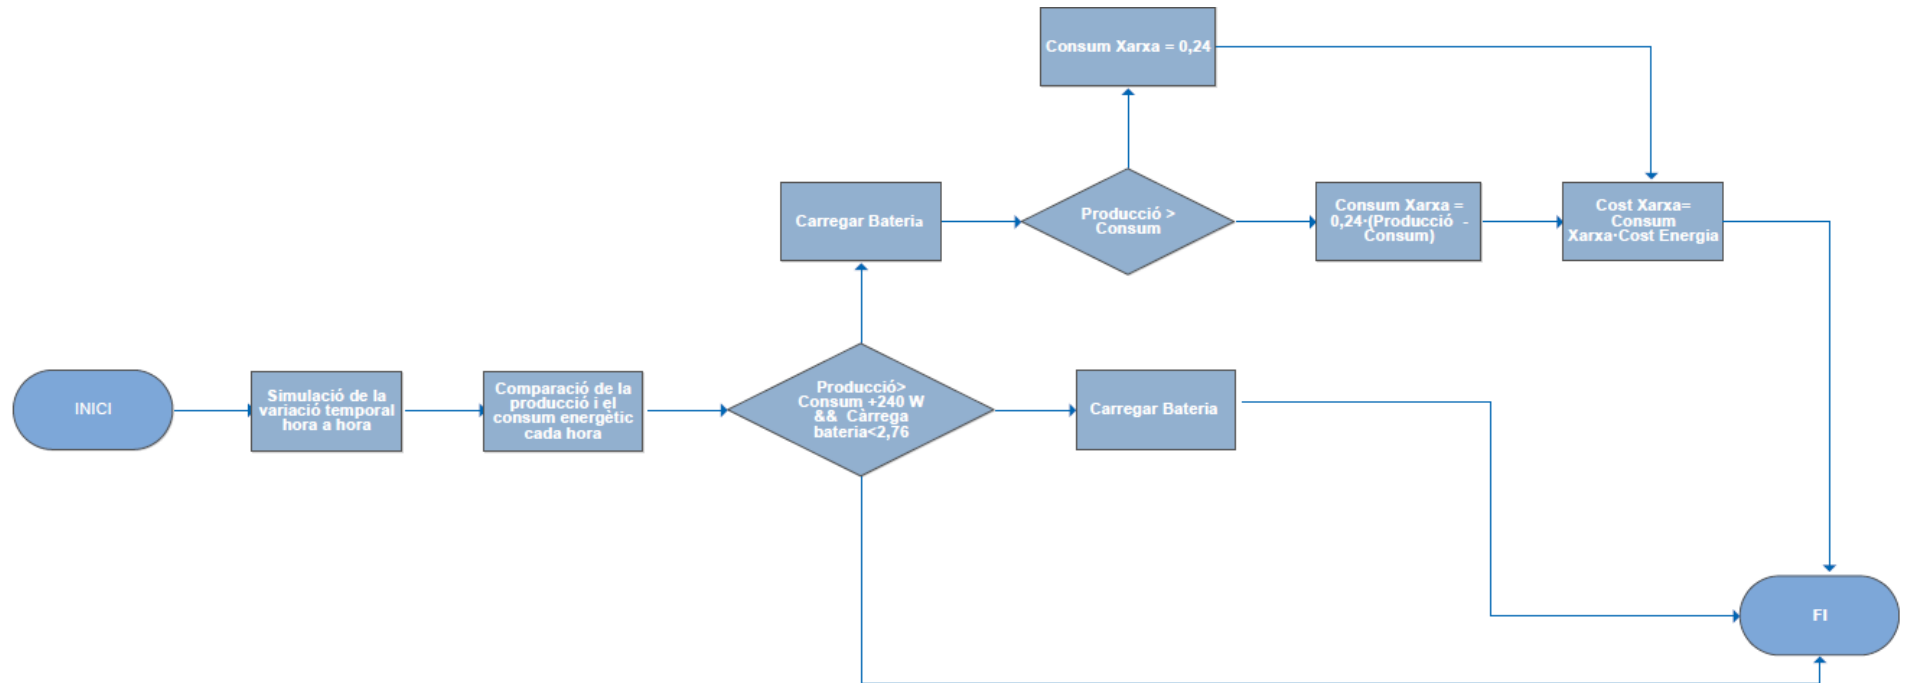 Consum Xarxa = 0,24
Carregar Bateria
Producció >
Consum
Consum Xarxa =
0,24·(Producció -
Consum)
Cost Xarxa=
Consum
Xarxa·Cost Energia
INICI
Simulació de la
variació temporal
hora a hora
Comparació de la
producció i el
consum energètic
cada hora
Producció>
Consum +240 W
&& Càrrega
bateria<2,76
Carregar Bateria
FI